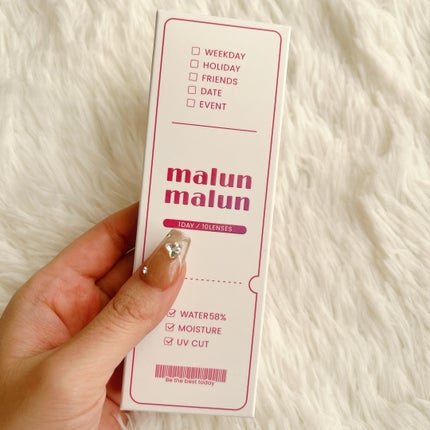 WEEKDAY
HOLIDAY
FRIENDS
DATE
EVENT
malun
malun
1DAY / 10LENSES
WATER58%
MOISTURE
UV CUT
Be the best today